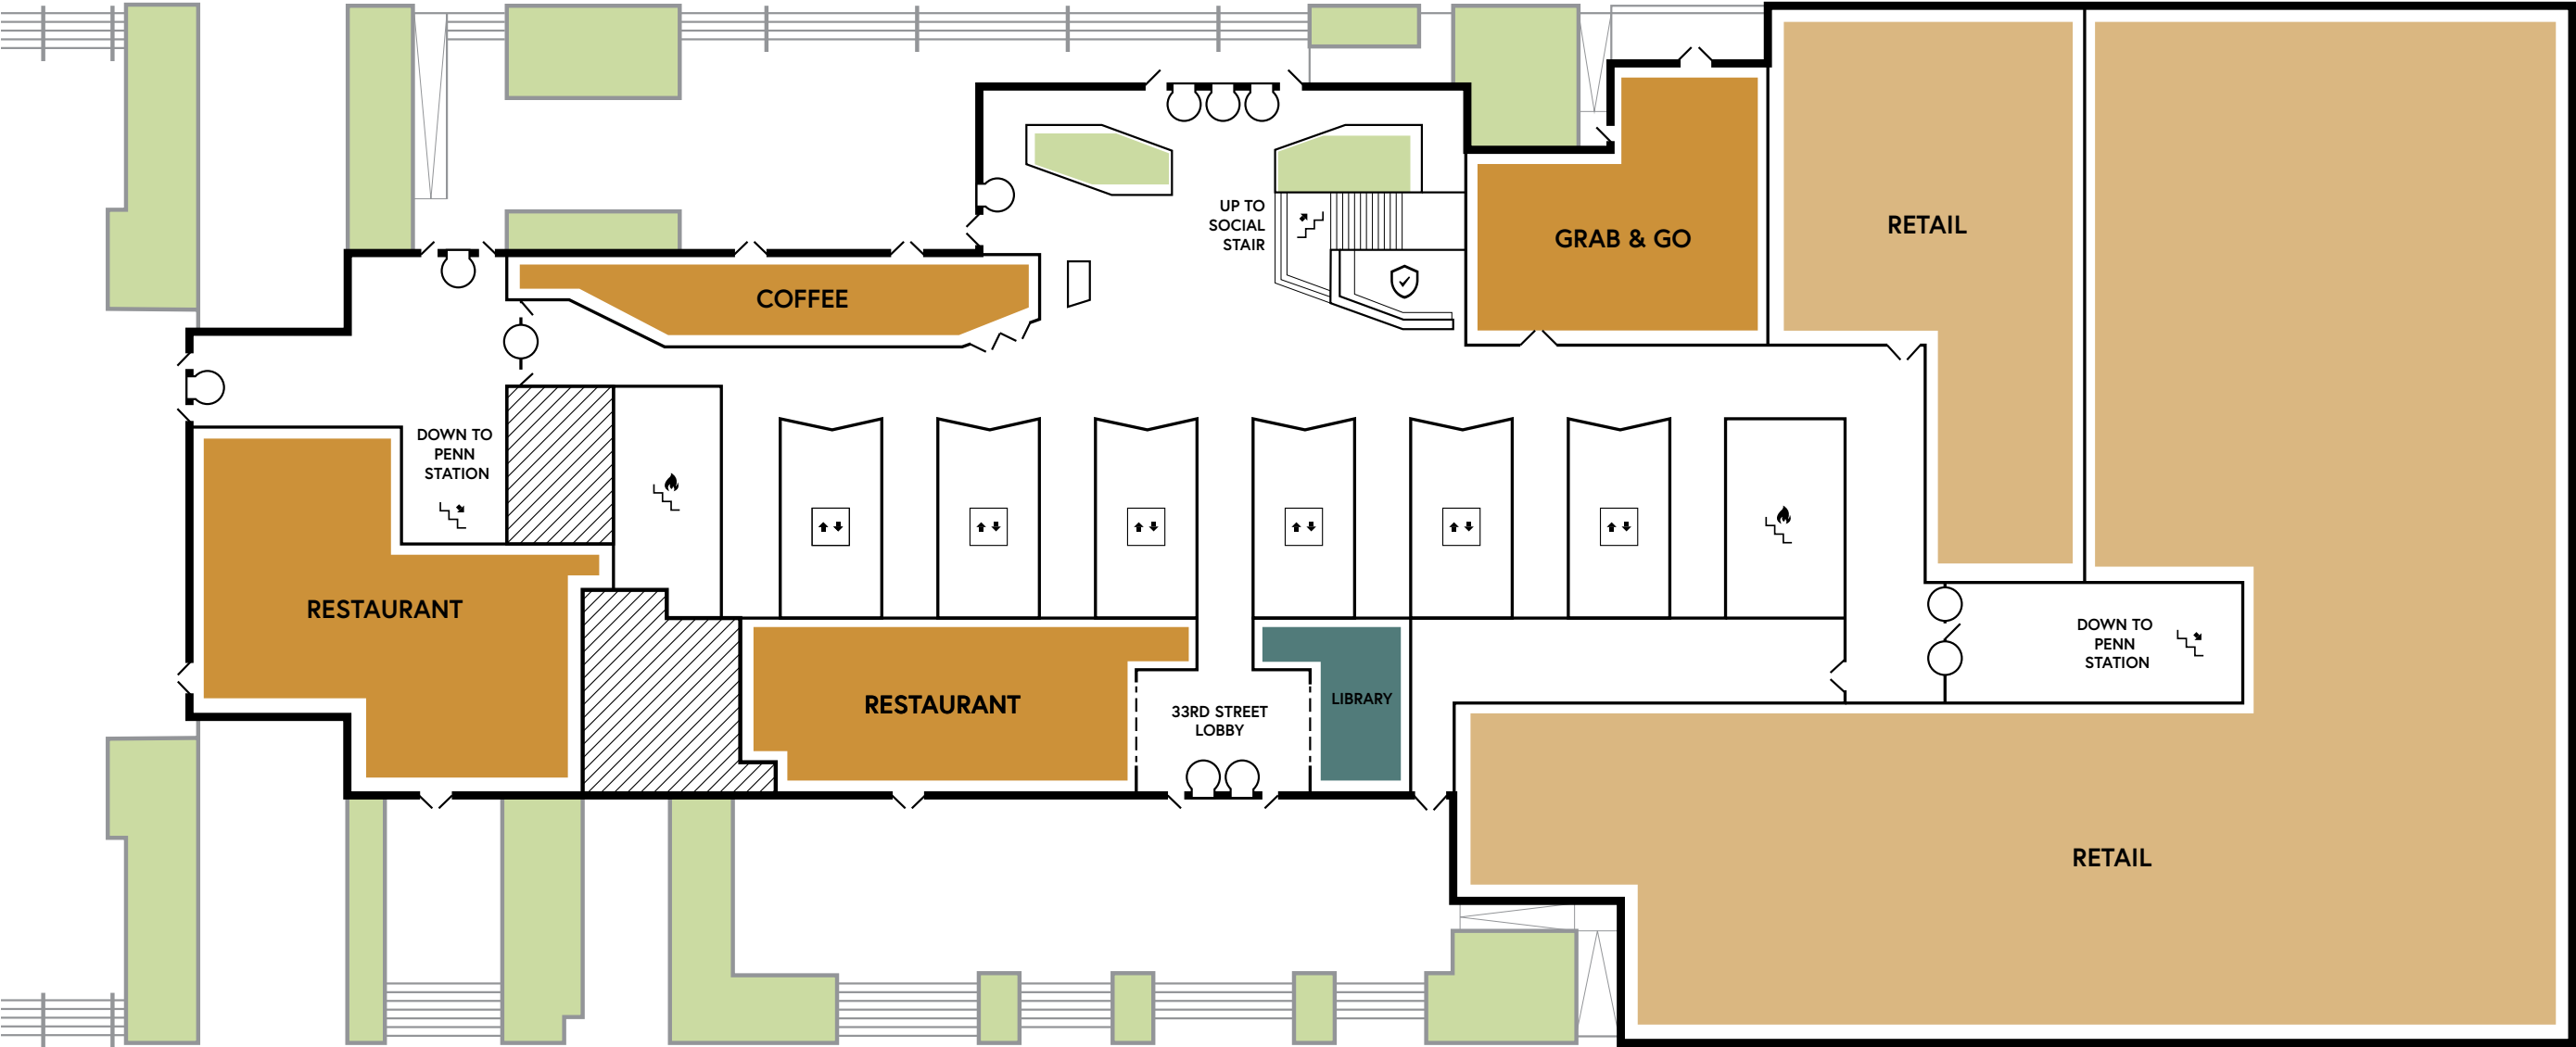 UP TO
SOCIAL
STAIR
GRAB & GO
RETAIL
COFFEE
DOWN TO
PENN
STATION
RESTAURANT
RESTAURANT
33RD STREET
LOBBY
LIBRARY
DOWN TO
PENN
STATION
RETAIL